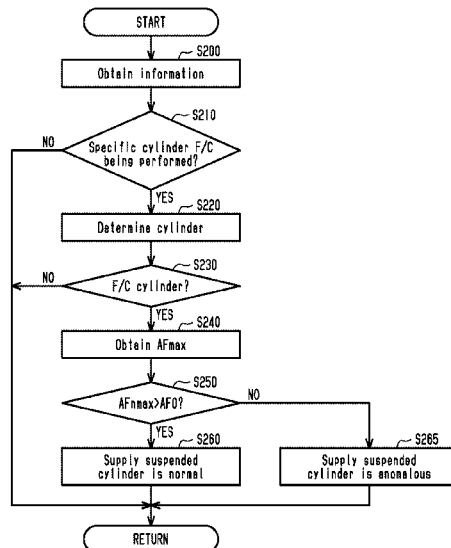 START
S200
Obtain information
S210
NO
Specific cylinder F/C
being performed?
YES
S220
Determine cylinder
S230
NO
F/C cylinder?
YES
S240
Obtain AFmax
S250
AFnmax>AF0?
NO
YES
S260
Supply suspended
cylinder is normal
S265
Supply suspended
cylinder is anomalous
RETURN